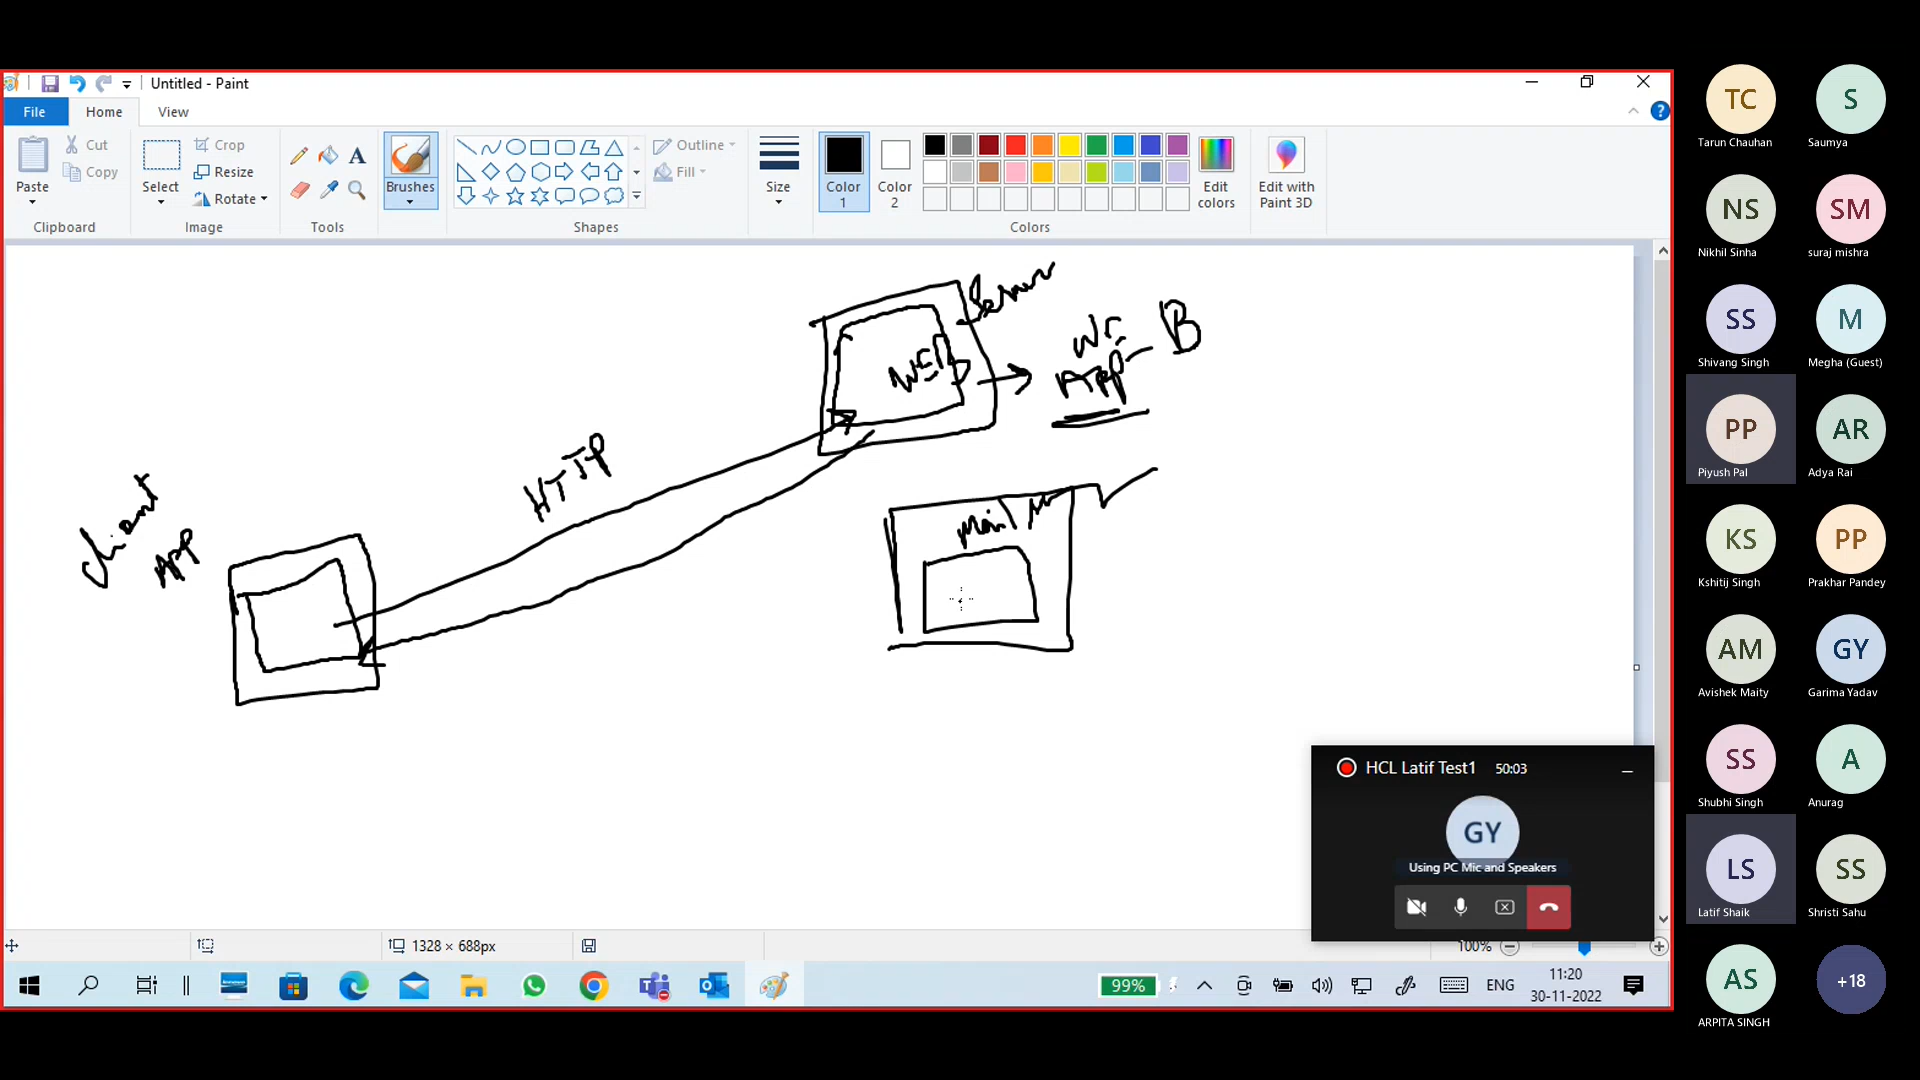 Untitled - Paint
File
Home
View
Cut
Copy
Paste
Crop
Resize
Rotate
Select
Brushes
Outline
Fill
Size
Color
1
Color
2
Edit
colors
Edit with
Paint 3D
Clipboard
Image
Tools
Shapes
Colors
Server
WEB
APP
B
HTTP
Client
APP
Main
HCL Latif Test1
50:03
GY
Using PC Mic and Speakers
1328 × 688px
100%
99%
ENG
11:20
30-11-2022
TC
Tarun Chauhan
S
Saumya
NS
Nikhil Sinha
SM
suraj mishra
SS
Shivang Singh
M
Megha (Guest)
PP
Piyush Pal
AR
Adya Rai
KS
Kshitij Singh
PP
Prakhar Pandey
AM
Avishek Maity
GY
Garima Yadav
SS
Shubhi Singh
A
Anurag
LS
Latif Shaik
SS
Shristi Sahu
AS
ARPITA SINGH
+18